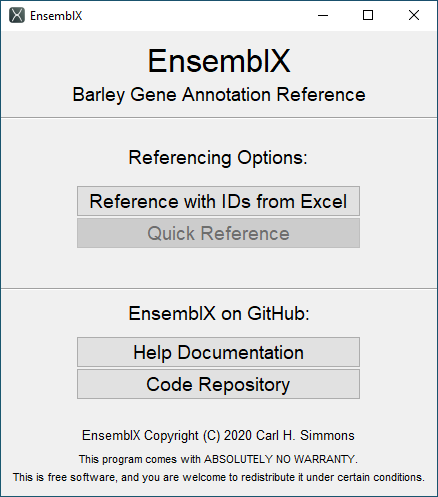 EnsemblX
EnsemblX
Barley Gene Annotation Reference
Referencing Options:
Reference with IDs from Excel
Quick Reference
EnsemblX on GitHub:
Help Documentation
Code Repository
EnsemblX Copyright (C) 2020 Carl H. Simmons
This program comes with ABSOLUTELY NO WARRANTY.
This is free software, and you are welcome to redistribute it under certain conditions.